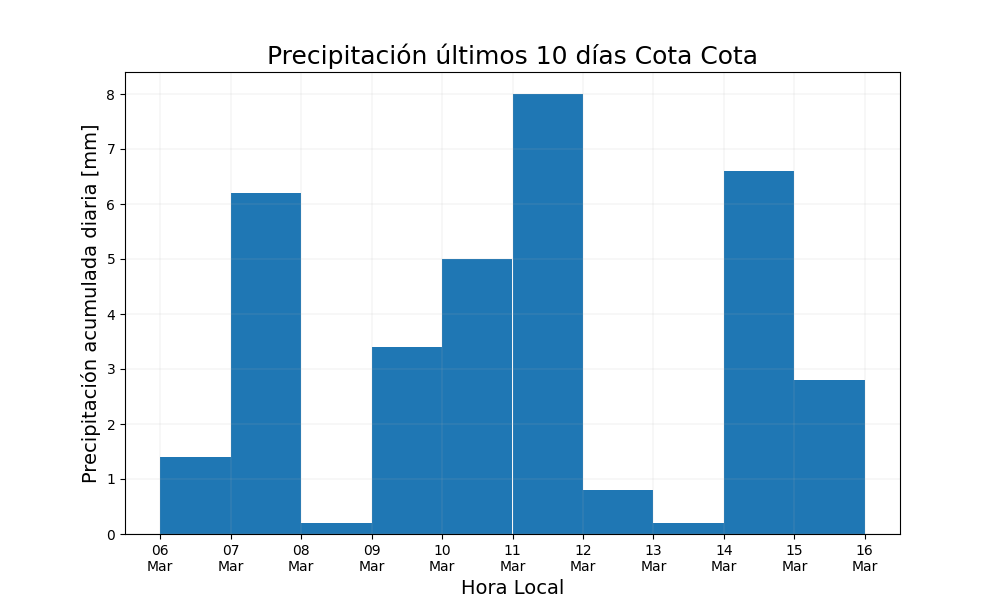 Precipitación últimos 10 días Cota Cota
Precipitación acumulada diaria [mm]
8
7
6
5
4
3
2
1
0
06 07 08 09 10 11 12 13 14 15 16
Mar Mar Mar Mar Mar Mar Mar Mar Mar Mar Mar
Hora Local